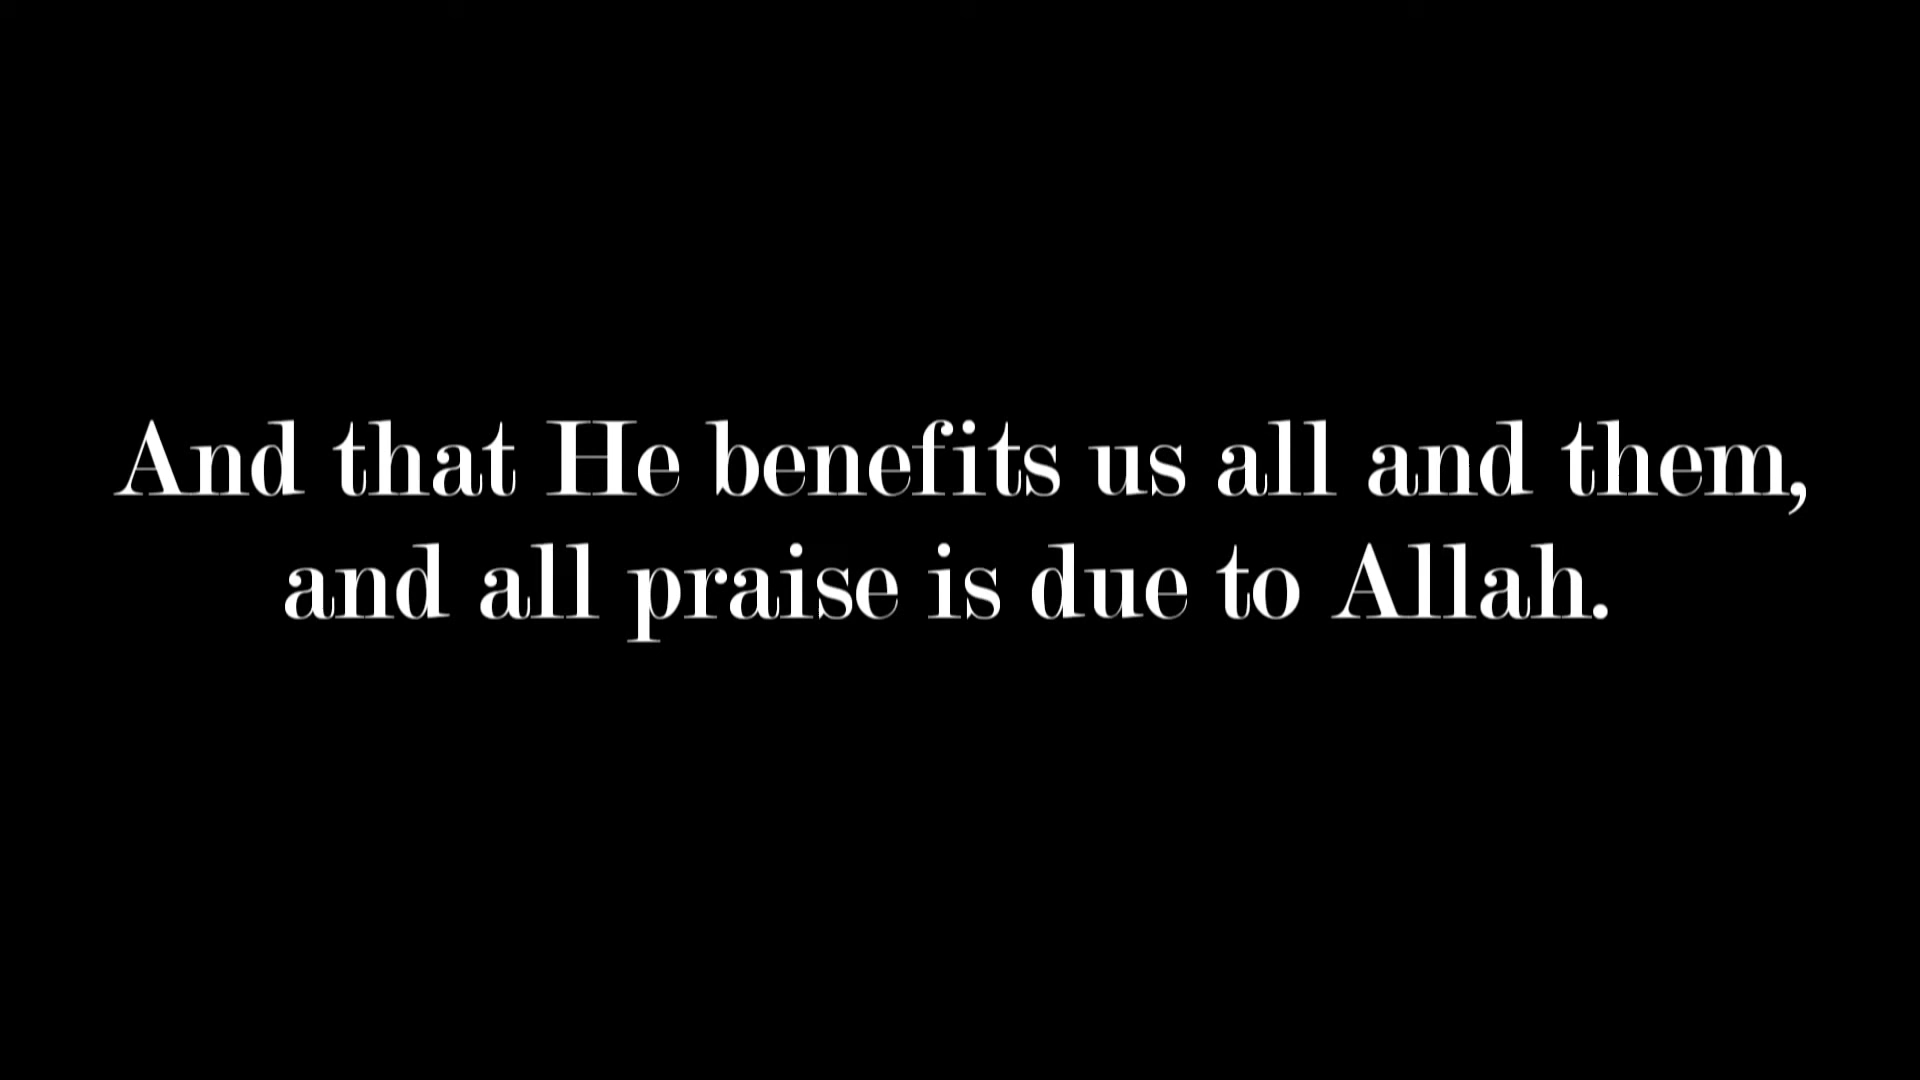 And that He benefits us all and them,
and all praise is due to Allah.